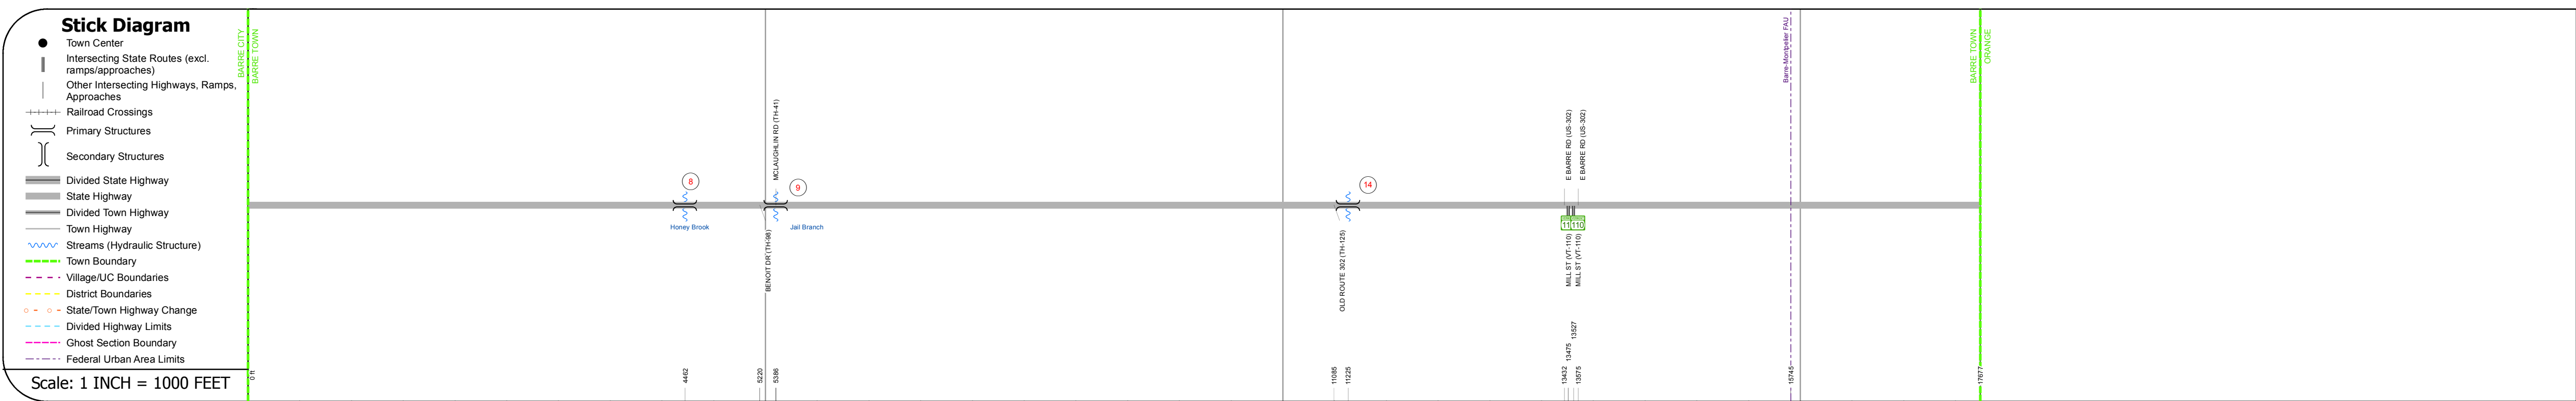 Stick Diagram
Town Center
Intersecting State Routes (excl.
ramps/approaches)
Other Intersecting Highways, Ramps,
Approaches
Railroad Crossings
Primary Structures
Secondary Structures
Divided State Highway
State Highway
Divided Town Highway
Town Highway
Streams (Hydraulic Structure)
Town Boundary
Village/UC Boundaries
District Boundaries
State/Town Highway Change
Divided Highway Limits
Ghost Section Boundary
Federal Urban Area Limits
Scale: 1 INCH = 1000 FEET
BARRE CITY
BARRE TOWN
8
Honey Brook
MCLAUGHLIN RD (TH-41)
9
Jail Branch
BENOIT DR (TH-98)
14
OLD ROUTE 302 (TH-125)
E BARRE RD (US-302)
E BARRE RD (US-302)
11
110
MILL ST (VT-110)
MILL ST (VT-110)
Barre-Montpelier FAU
BARRE TOWN
ORANGE
0 ft
4462
5220
5386
11085
11225
13432
13475
13527
13575
15745
17677